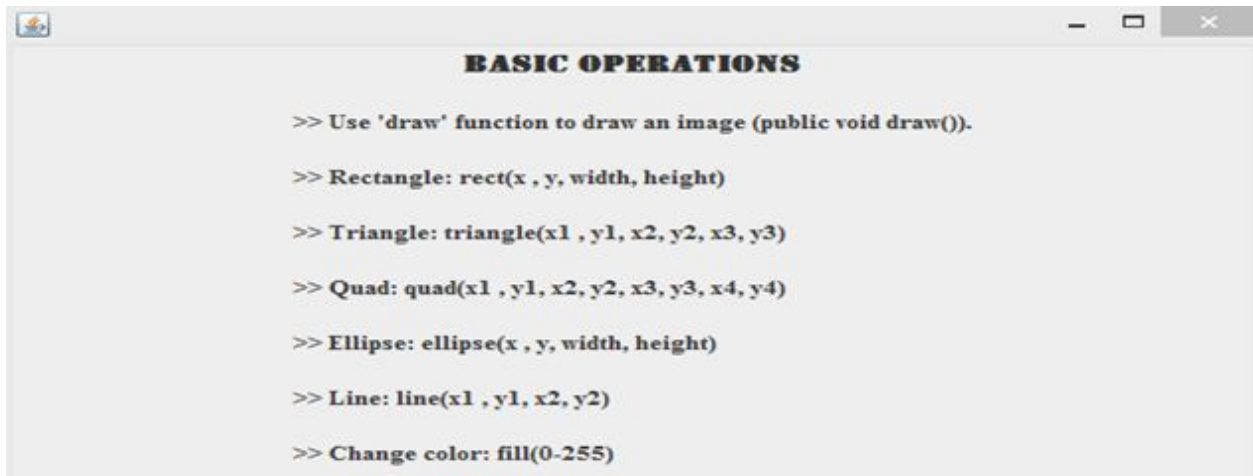 BASIC OPERATIONS
>> Use 'draw' function to draw an image (public void draw()).
>> Rectangle: rect(x , y, width, height)
>> Triangle: triangle(x1 , y1, x2, y2, x3, y3)
>> Quad: quad(x1 , y1, x2, y2, x3, y3, x4, y4)
>> Ellipse: ellipse(x , y, width, height)
>> Line: line(x1 , y1, x2, y2)
>> Change color: fill(0-255)